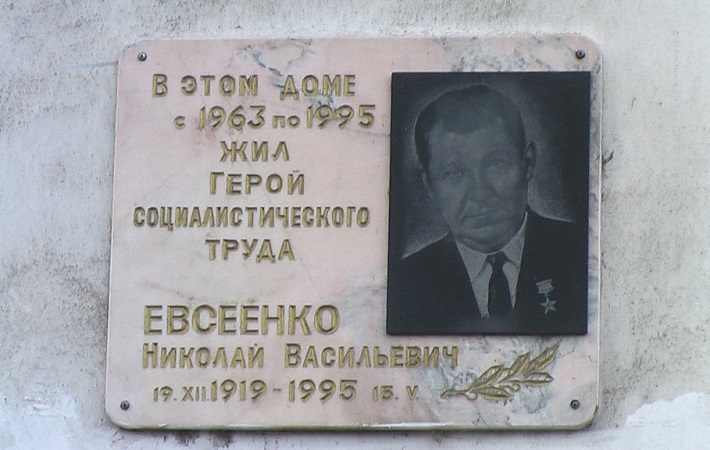 В ЭТОМ ДОМЕ
с 1963 по 1995
ЖИЛ
ГЕРОЙ
СОЦИАЛИСТИЧЕСКОГО
ТРУДА
ЕВСЕЕНКО
НИКОЛАЙ ВАСИЛЬЕВИЧ
19.XII.1919-1995 15.V